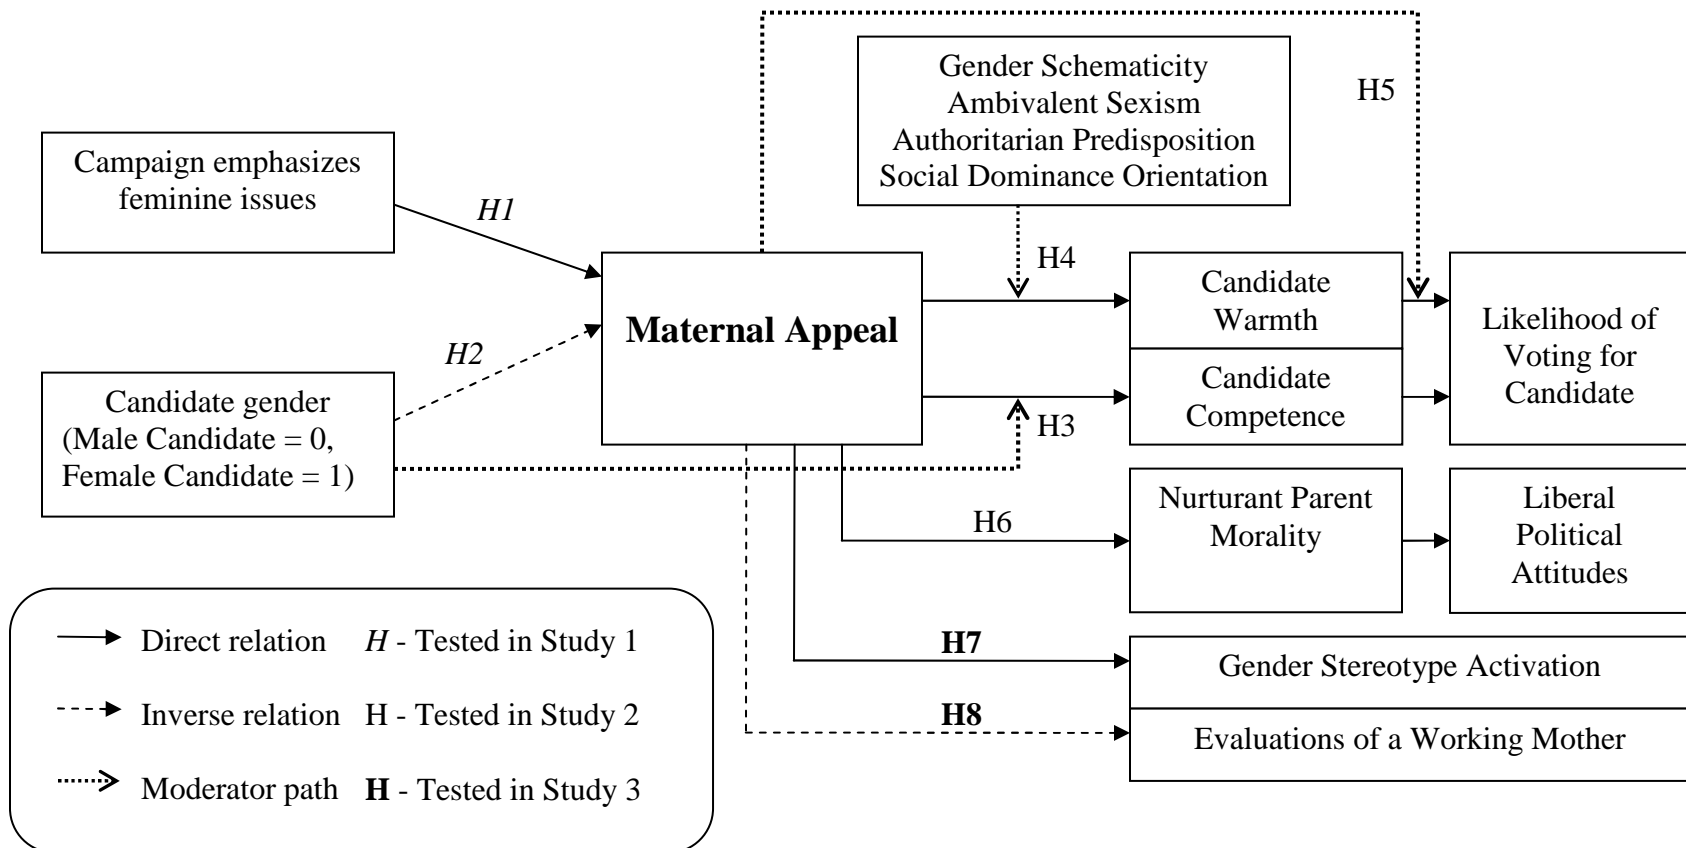 Gender Schematicity
Ambivalent Sexism
Authoritarian Predisposition
Social Dominance Orientation
H5
Campaign emphasizes
feminine issues
H1
H4
Maternal Appeal
Candidate
Warmth
Likelihood of
Voting for
Candidate
H2
Candidate gender
(Male Candidate = 0,
Female Candidate = 1)
Candidate
Competence
H3
H6
Nurturant Parent
Morality
Liberal
Political
Attitudes
H7
Gender Stereotype Activation
H8
Evaluations of a Working Mother
Direct relation H - Tested in Study 1
Inverse relation H - Tested in Study 2
Moderator path H - Tested in Study 3